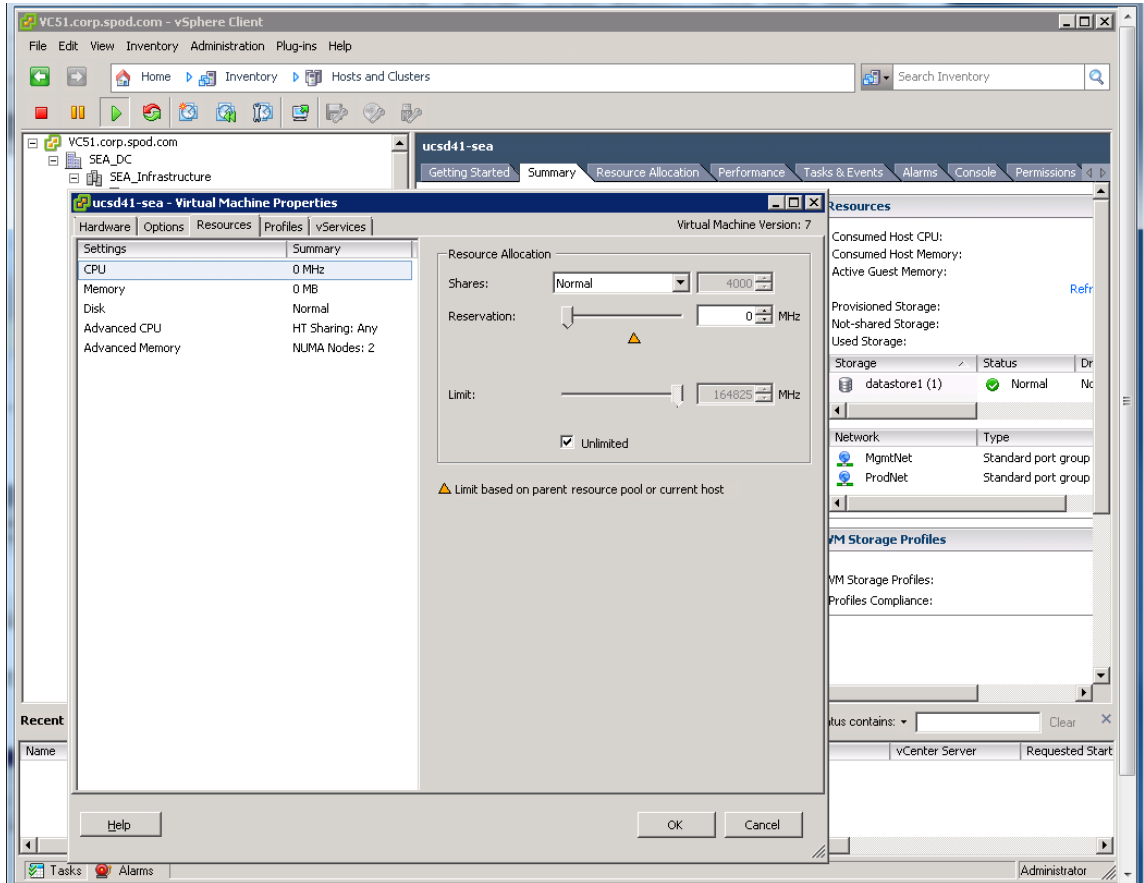 VC51.corp.spod.com - vSphere Client
File Edit View Inventory Administration Plug-ins Help
Home Inventory Hosts and Clusters
Search Inventory
VC51.corp.spod.com
SEA_DC
SEA_Infrastructure
ucsd41-sea
Getting Started Summary Resource Allocation Performance Tasks & Events Alarms Console Permissions
ucsd41-sea - Virtual Machine Properties
Hardware Options Resources Profiles vServices
Virtual Machine Version: 7
Settings Summary
CPU 0 MHz
Memory 0 MB
Disk Normal
Advanced CPU HT Sharing: Any
Advanced Memory NUMA Nodes: 2
Resource Allocation
Shares: Normal 4000
Reservation: 0 MHz
Limit: 164825 MHz
Unlimited
Limit based on parent resource pool or current host
Help OK Cancel
Resources
Consumed Host CPU:
Consumed Host Memory:
Active Guest Memory:
Refr
Provisioned Storage:
Not-shared Storage:
Used Storage:
Storage Status Dr
datastore1 (1) Normal Nc
Network Type
MgmtNet Standard port group
ProdNet Standard port group
VM Storage Profiles
VM Storage Profiles:
Profiles Compliance:
Recent
tus contains: Clear
Name vCenter Server Requested Start
Tasks Alarms Administrator